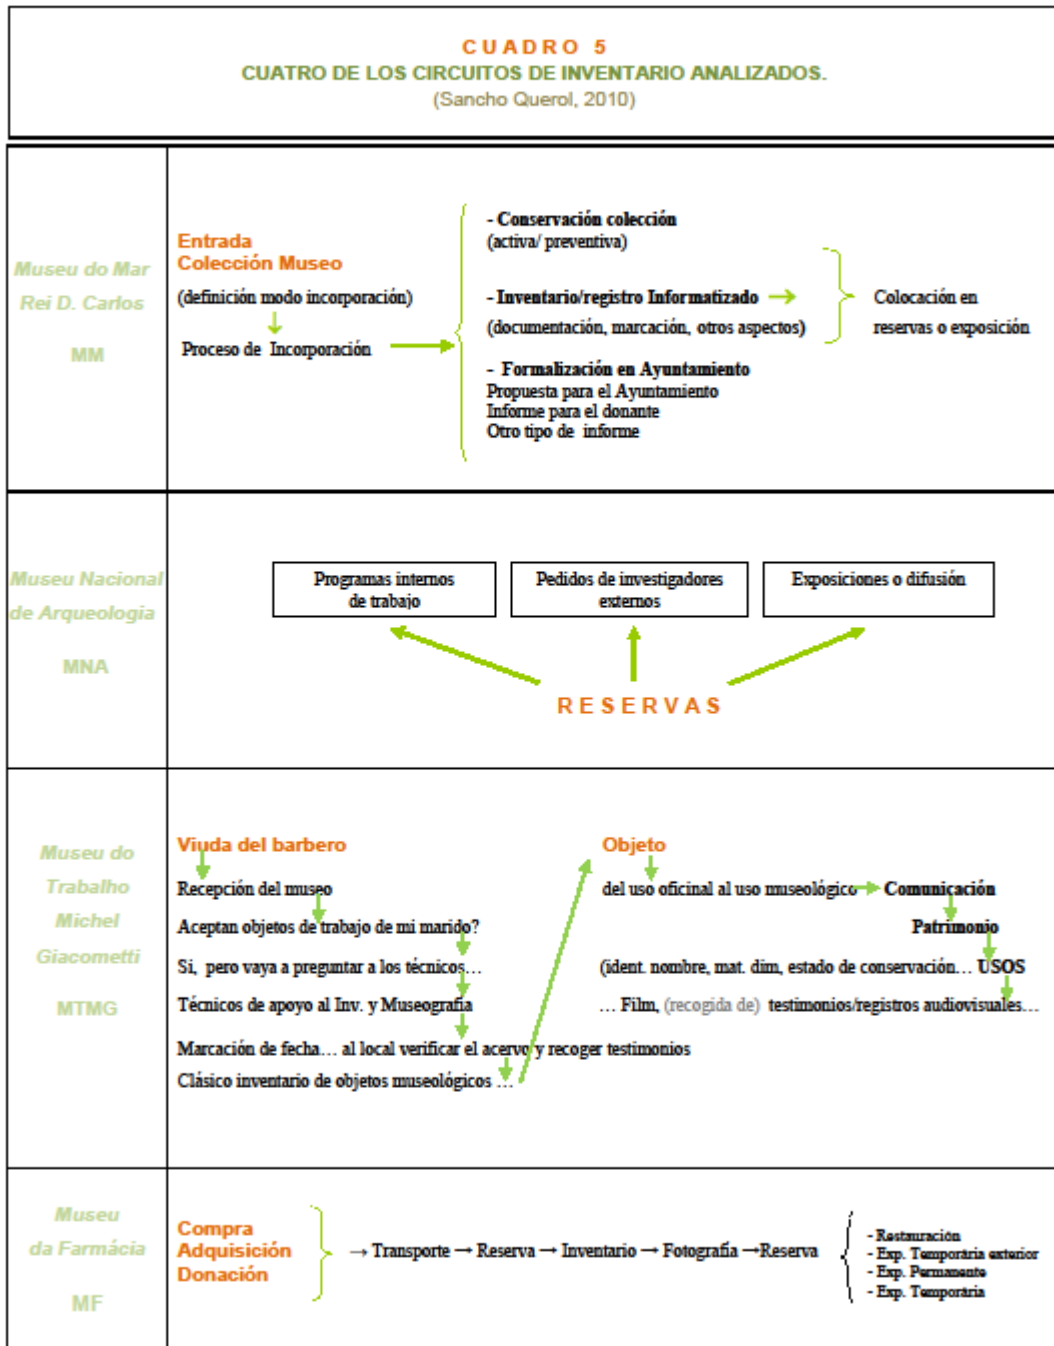 CUADRO 5
CUATRO DE LOS CIRCUITOS DE INVENTARIO ANALIZADOS.
(Sancho Querol, 2010)
Museu do Mar
Rei D. Carlos
MM
Entrada
Colección Museo
(definición modo incorporación)
↓
Proceso de Incorporación →
- Conservación colección
(activa/ preventiva)
- Inventario/registro Informatizado →
(documentación, marcación, otros aspectos)
- Formalización en Ayuntamiento
Propuesta para el Ayuntamiento
Informe para el donante
Otro tipo de informe
Colocación en
reservas o exposición
Museu Nacional
de Arqueologia
MNA
Programas internos
de trabajo
Pedidos de investigadores
externos
Exposiciones o difusión
RESERVAS
Museu do
Trabalho
Michel
Giacometti
MTMG
Viuda del barbero
Recepción del museo
Aceptan objetos de trabajo de mi marido?
Si, pero vaya a preguntar a los técnicos…
Técnicos de apoyo al Inv. y Museografía
Marcación de fecha… al local verificar el acervo y recoger testimonios
Clásico inventario de objetos museológicos …
Objeto
del uso oficinal al uso museológico → Comunicación
Patrimonio
(ident. nombre, mat. dim, estado de conservación… USOS
… Film, (recogida de) testimonios/registros audiovisuales…
Museu
da Farmácia
MF
Compra
Adquisición
Donación
→ Transporte → Reserva → Inventario → Fotografía → Reserva
- Restauración
- Exp. Temporária exterior
- Exp. Permanente
- Exp. Temporária